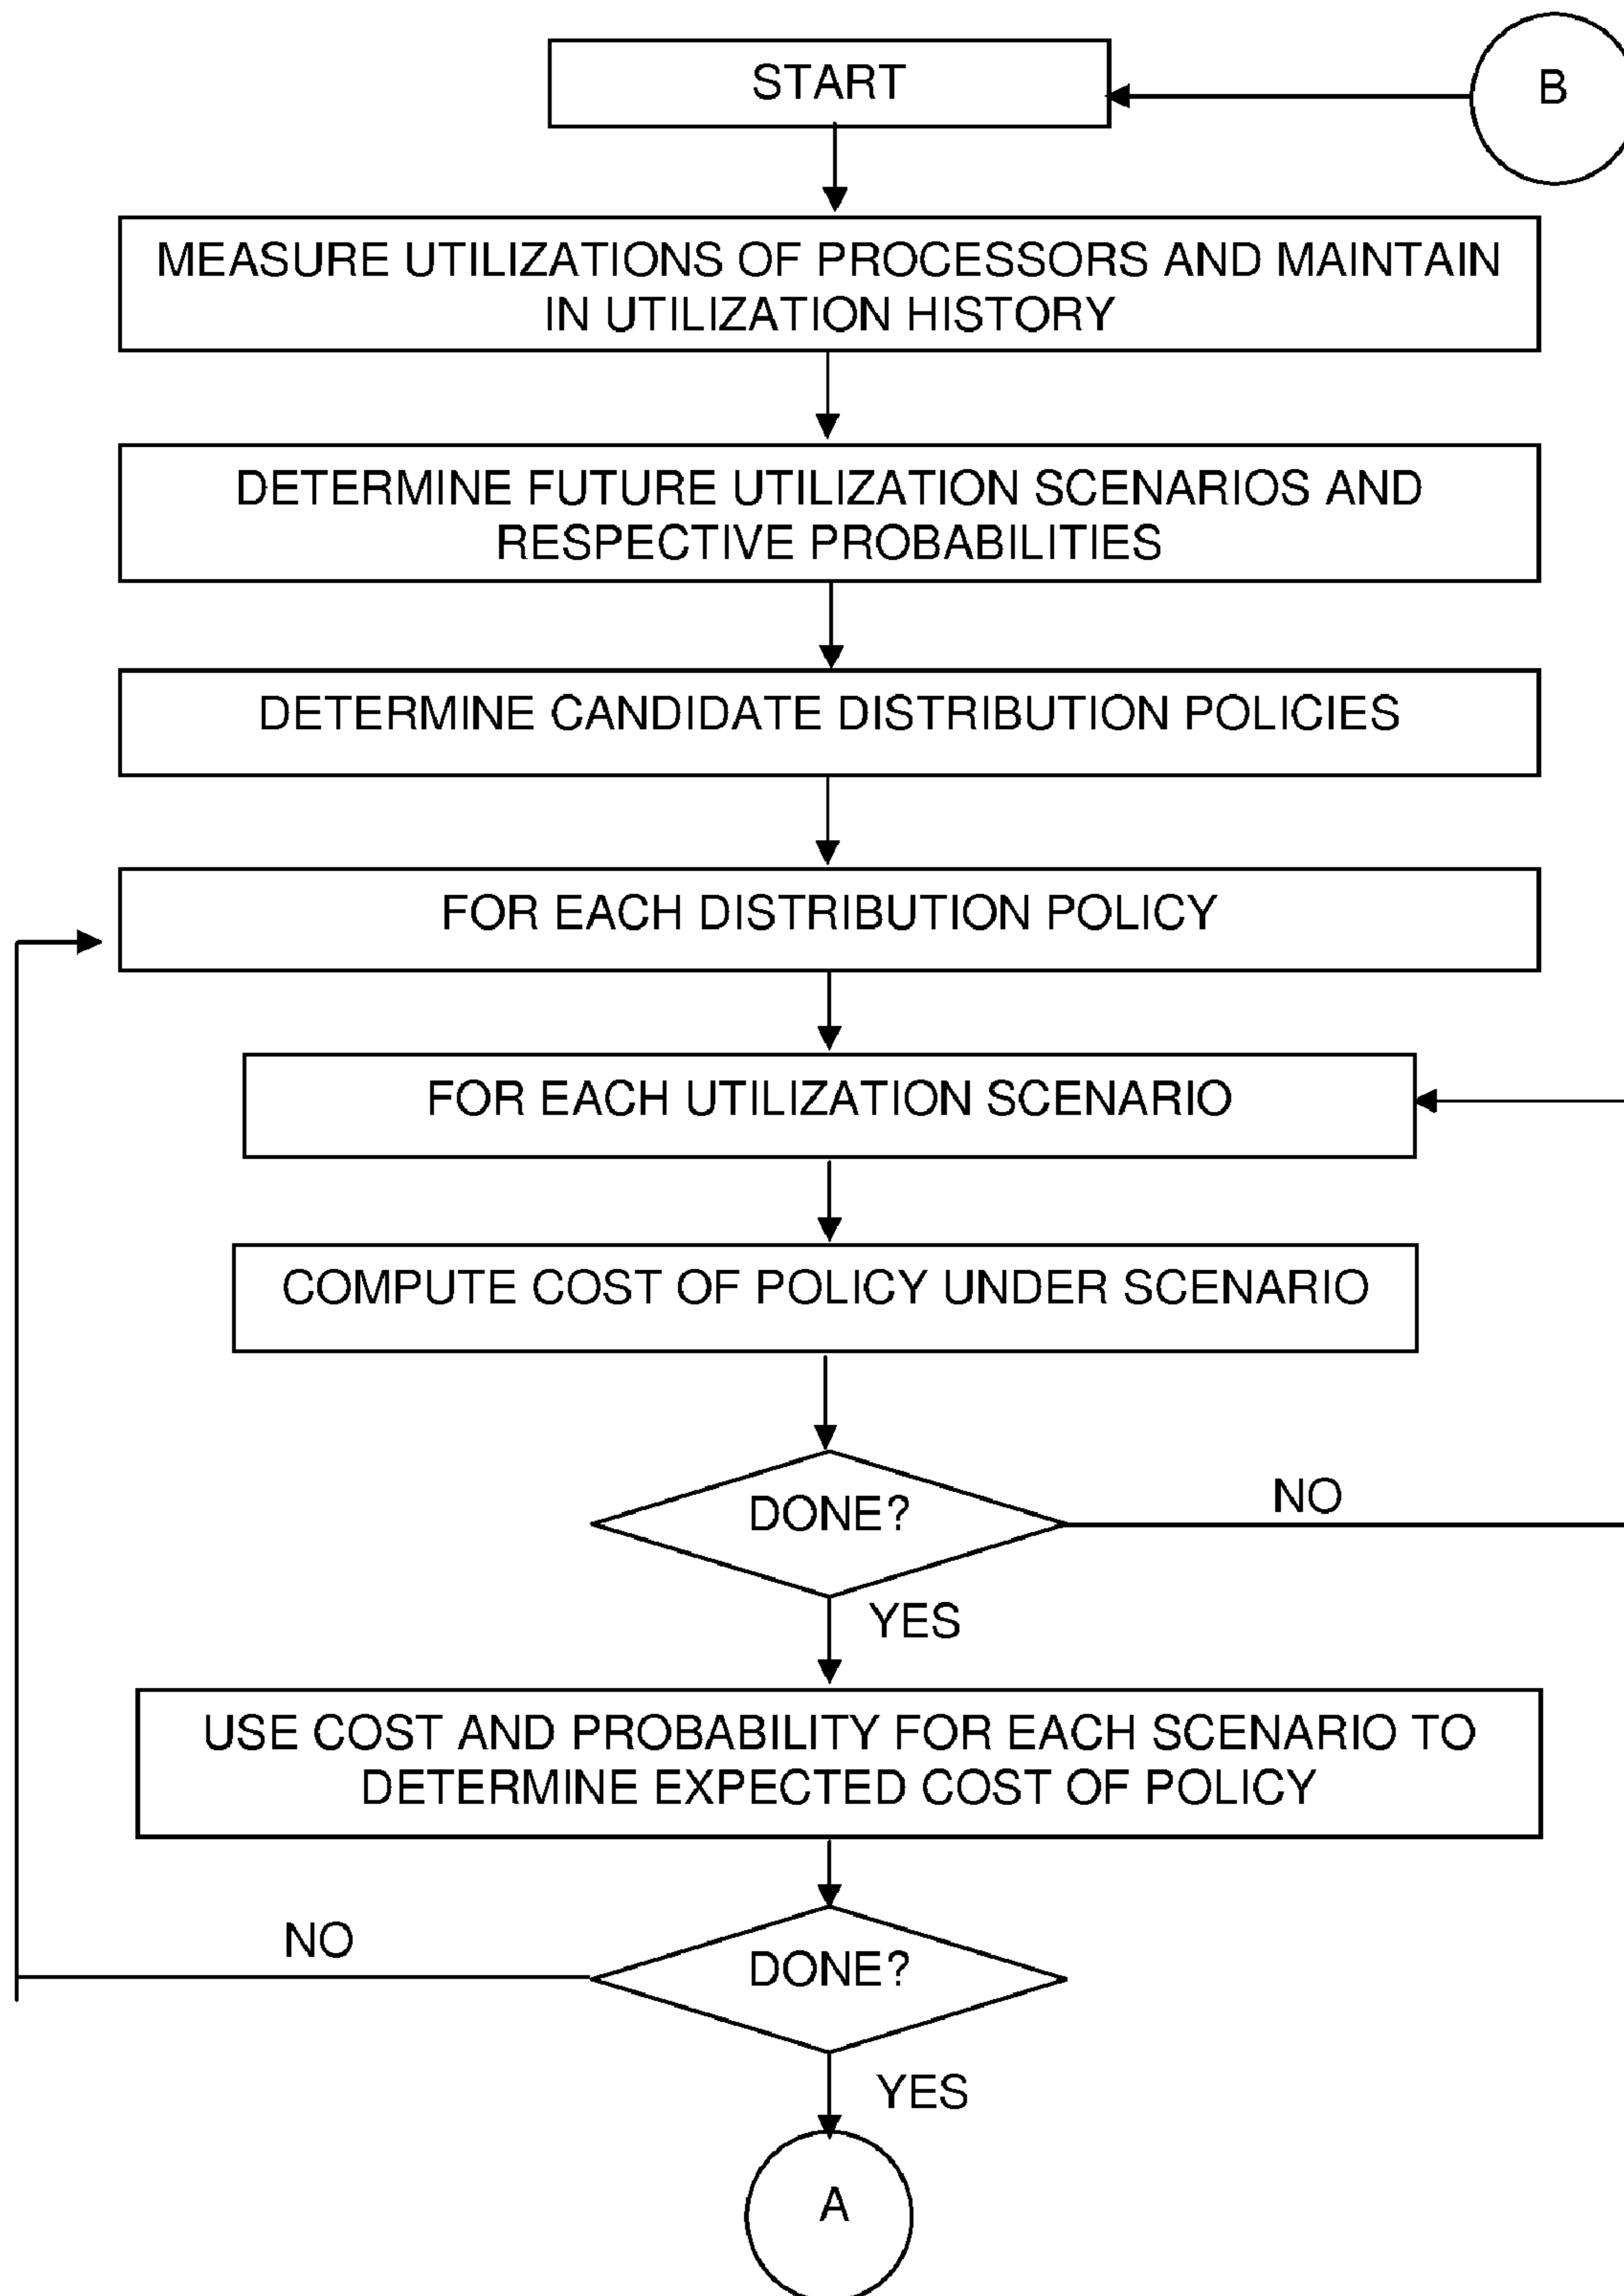 START
B
MEASURE UTILIZATIONS OF PROCESSORS AND MAINTAIN
IN UTILIZATION HISTORY
DETERMINE FUTURE UTILIZATION SCENARIOS AND
RESPECTIVE PROBABILITIES
DETERMINE CANDIDATE DISTRIBUTION POLICIES
FOR EACH DISTRIBUTION POLICY
FOR EACH UTILIZATION SCENARIO
COMPUTE COST OF POLICY UNDER SCENARIO
DONE?
NO
YES
USE COST AND PROBABILITY FOR EACH SCENARIO TO
DETERMINE EXPECTED COST OF POLICY
NO
DONE?
YES
A